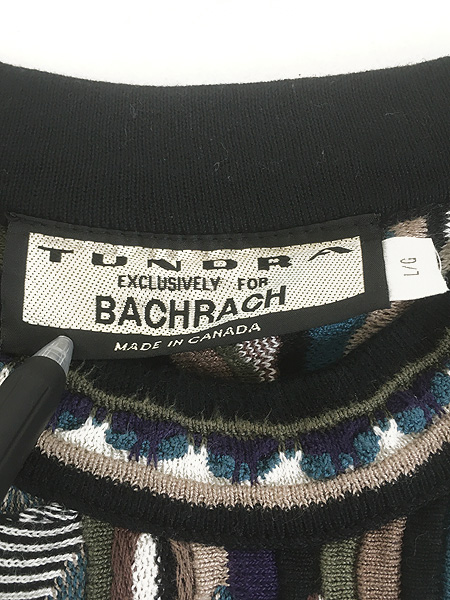 TUNDRA
EXCLUSIVELY FOR
BACHRACH
MADE IN CANADA
L/G